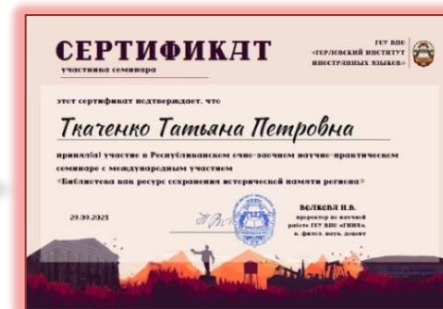 СЕРТИФИКАТ
участника семинара
ГОУ ВПО
«ГОРЛОВСКИЙ ИНСТИТУТ
ИНОСТРАННЫХ ЯЗЫКОВ»
этот сертификат подтверждает, что
Ткаченко Татьяна Петровна
принял(а) участие в Республиканском очно-заочном научно-практическом
семинаре с международным участием
«Библиотека как ресурс сохранения исторической памяти региона»
29.09.2021
ВОЛКОВА Н.В.
проректор по научной
работе ГОУ ВПО «ГИИЯ»,
к. филол. наук, доцент